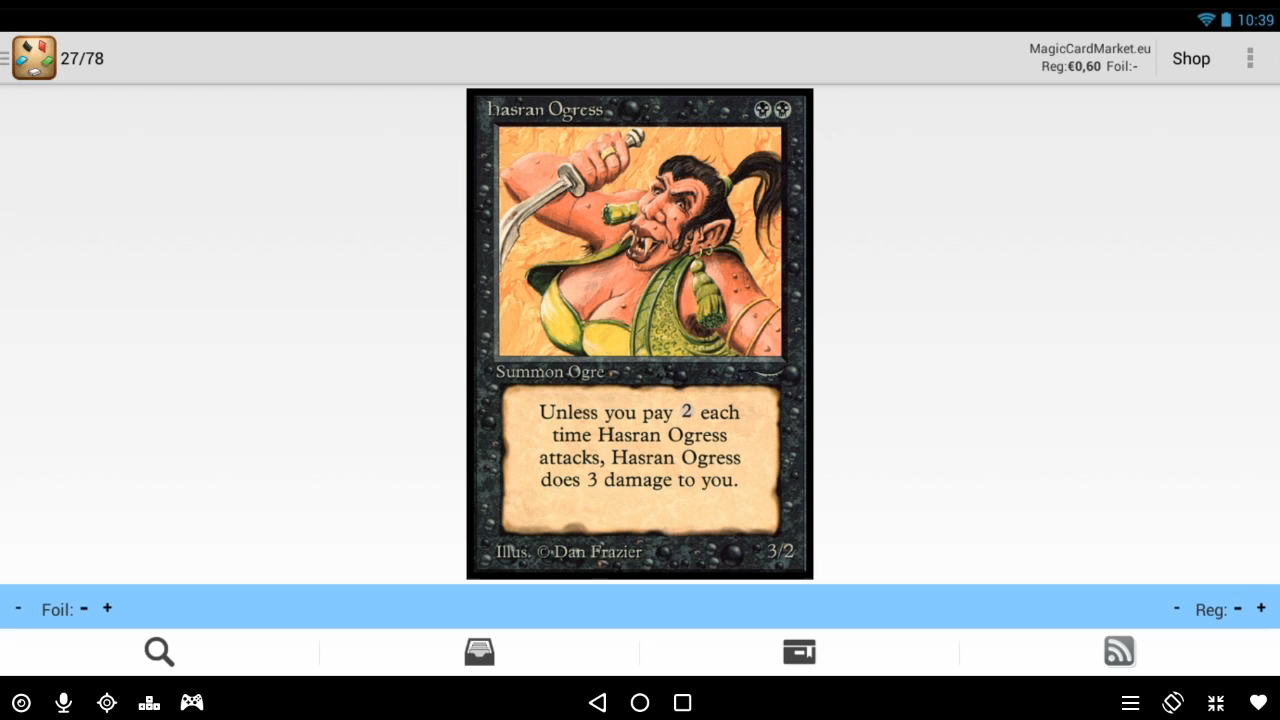 10:39
27/78
MagicCardMarket.eu
Reg:€0,60 Foil:-
Shop
Hasran Ogress
Summon Ogre
Unless you pay 2 each
time Hasran Ogress
attacks, Hasran Ogress
does 3 damage to you.
Illus. © Dan Frazier
3/2
- Foil: - +
- Reg: - +